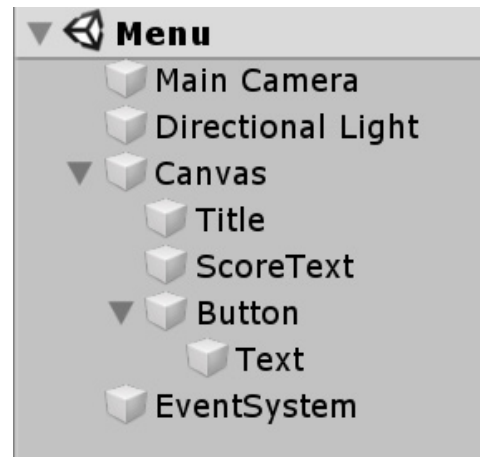 Menu
Main Camera
Directional Light
Canvas
Title
ScoreText
Button
Text
EventSystem